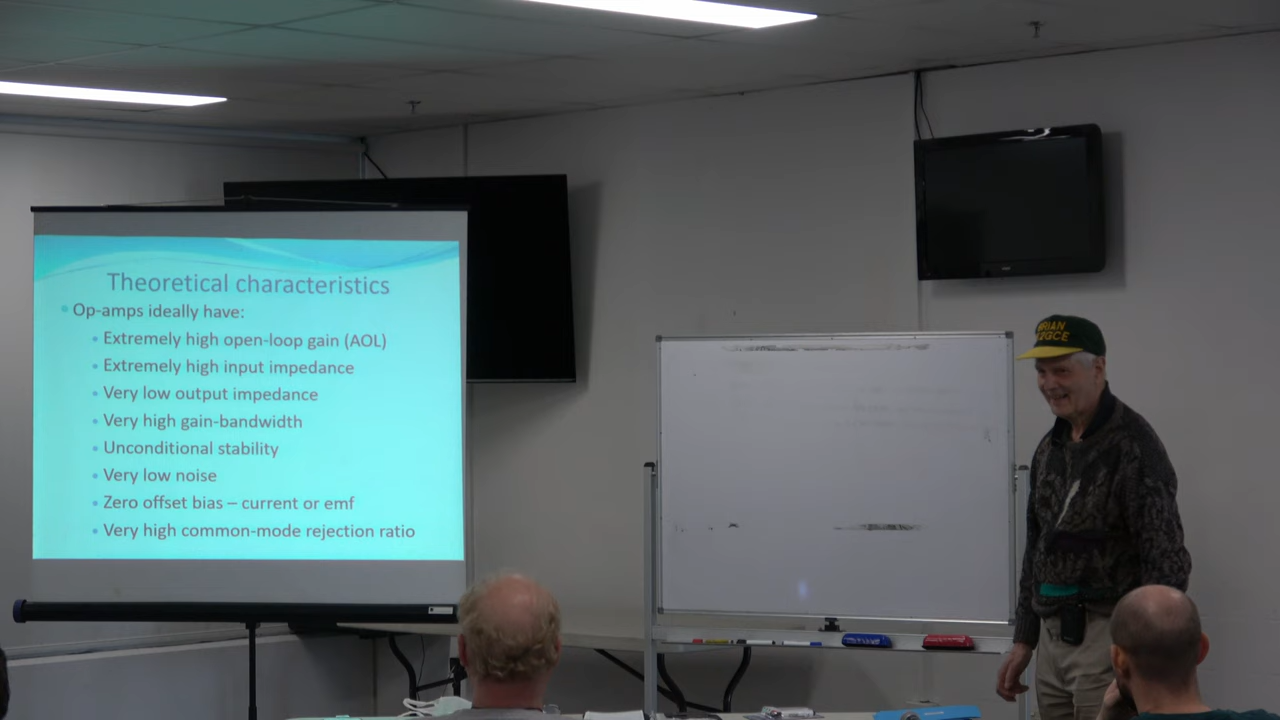 Theoretical characteristics
Op-amps ideally have:
Extremely high open-loop gain (AOL)
Extremely high input impedance
Very low output impedance
Very high gain-bandwidth
Unconditional stability
Very low noise
Zero offset bias – current or emf
Very high common-mode rejection ratio
BRIAN